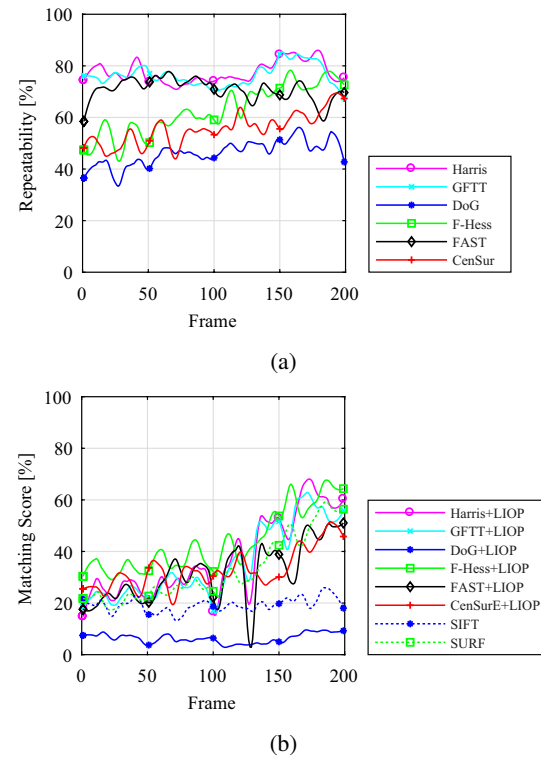 100
80
60
40
20
0
Repeatability [%]
0 50 100 150 200
Frame
Harris
GFTT
DoG
F-Hess
FAST
CenSur
(a)
100
80
60
40
20
0
Matching Score [%]
0 50 100 150 200
Frame
Harris+LIOP
GFTT+LIOP
DoG+LIOP
F-Hess+LIOP
FAST+LIOP
CenSurE+LIOP
SIFT
SURF
(b)